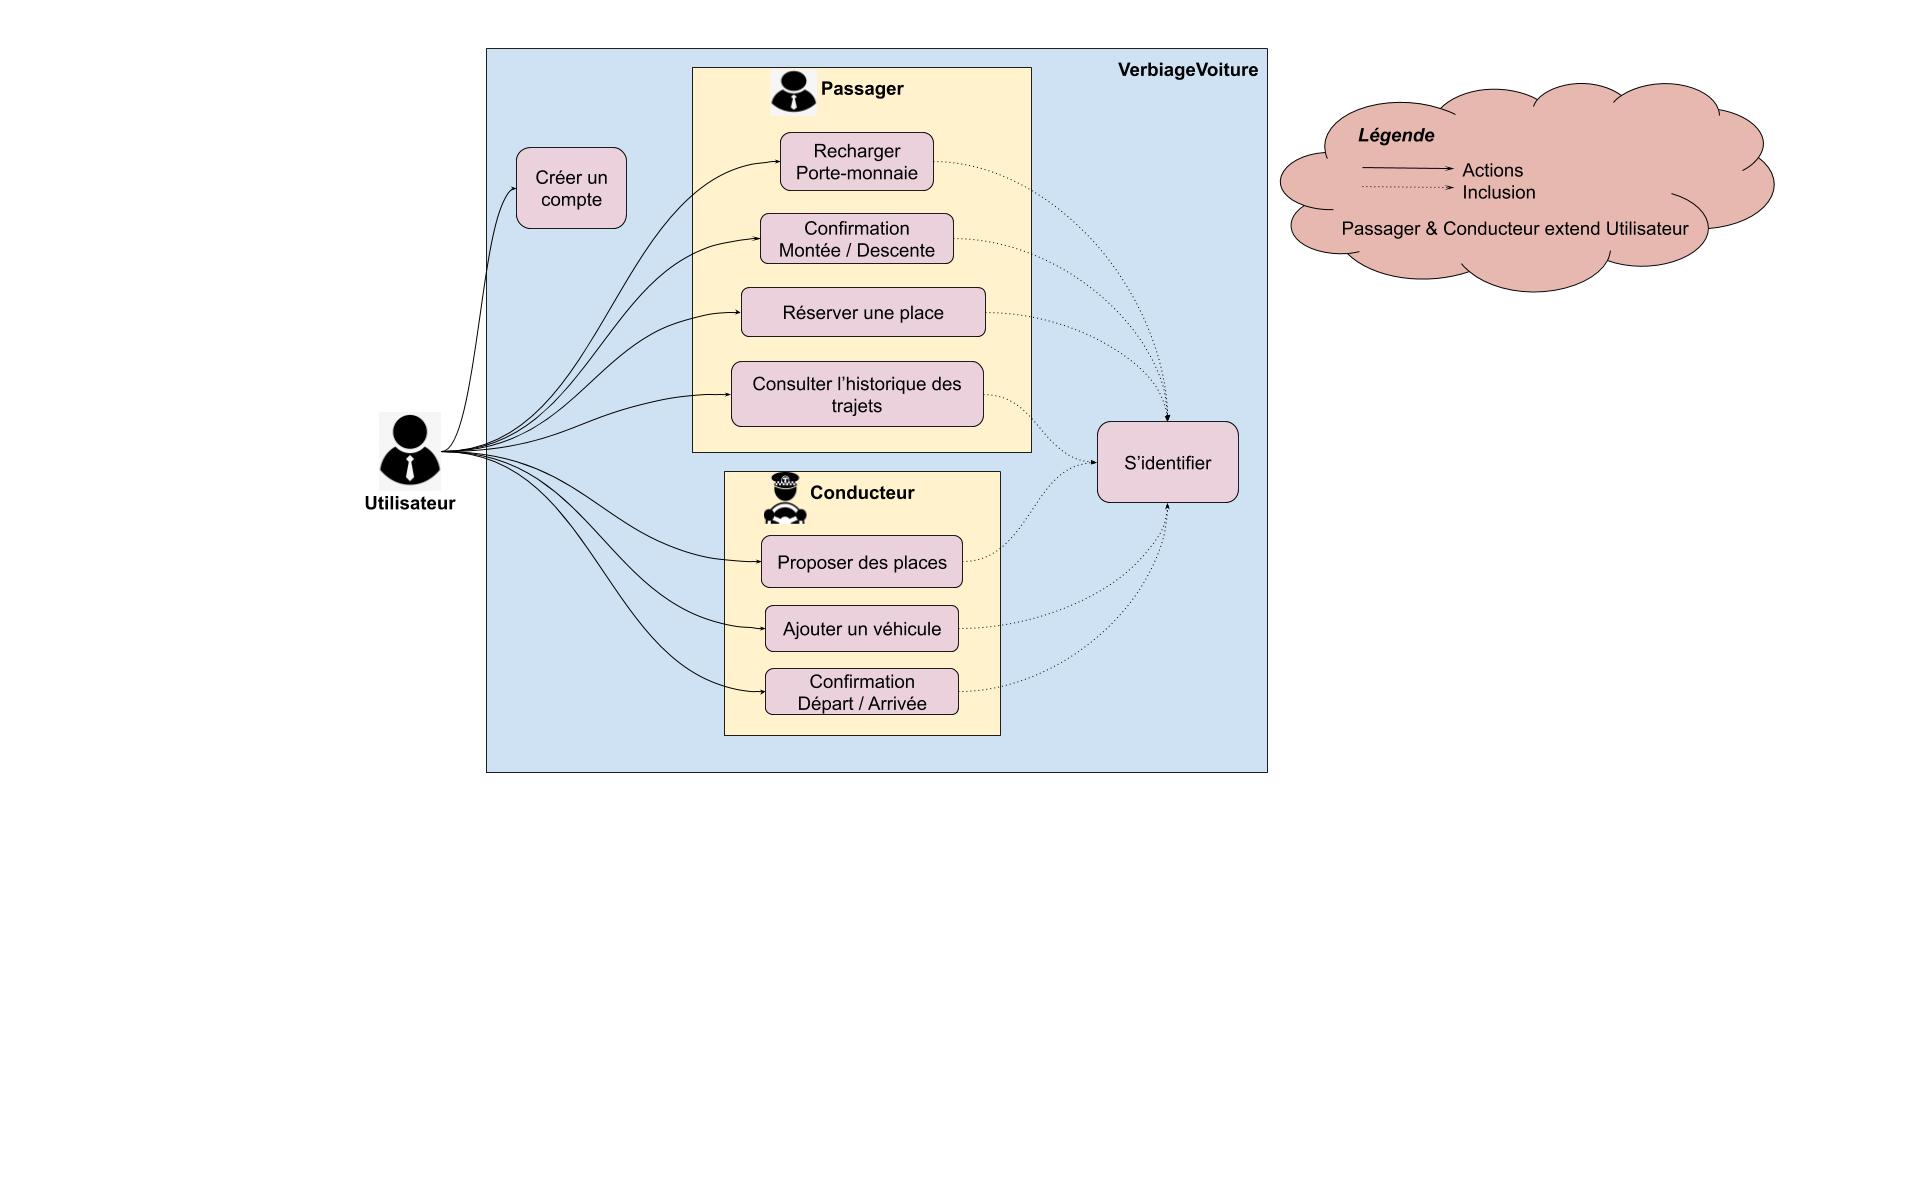 VerbiageVoiture
Passager
Recharger
Porte-monnaie
Créer un
compte
Confirmation
Montée / Descente
Réserver une place
Consulter l’historique des
trajets
Utilisateur
S’identifier
Conducteur
Proposer des places
Ajouter un véhicule
Confirmation
Départ / Arrivée
Légende
Actions
Inclusion
Passager & Conducteur extend Utilisateur